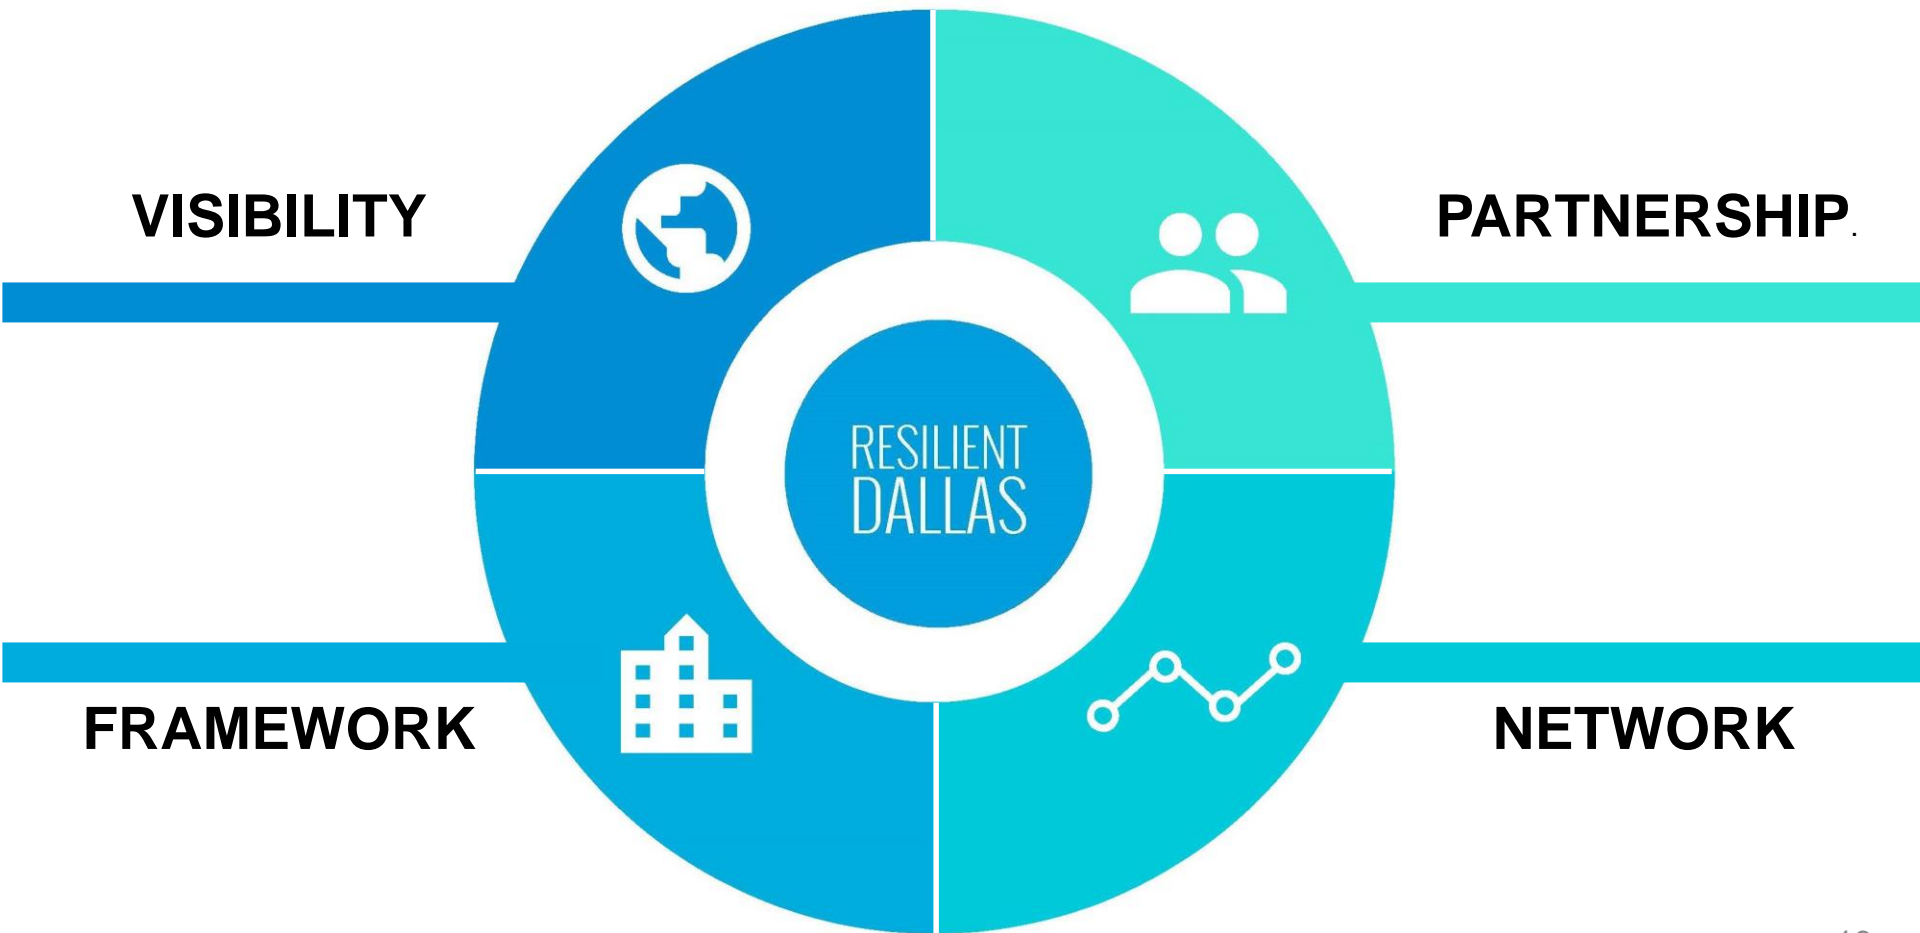 VISIBILITY
PARTNERSHIP.
RESILIENT
DALLAS
FRAMEWORK
NETWORK